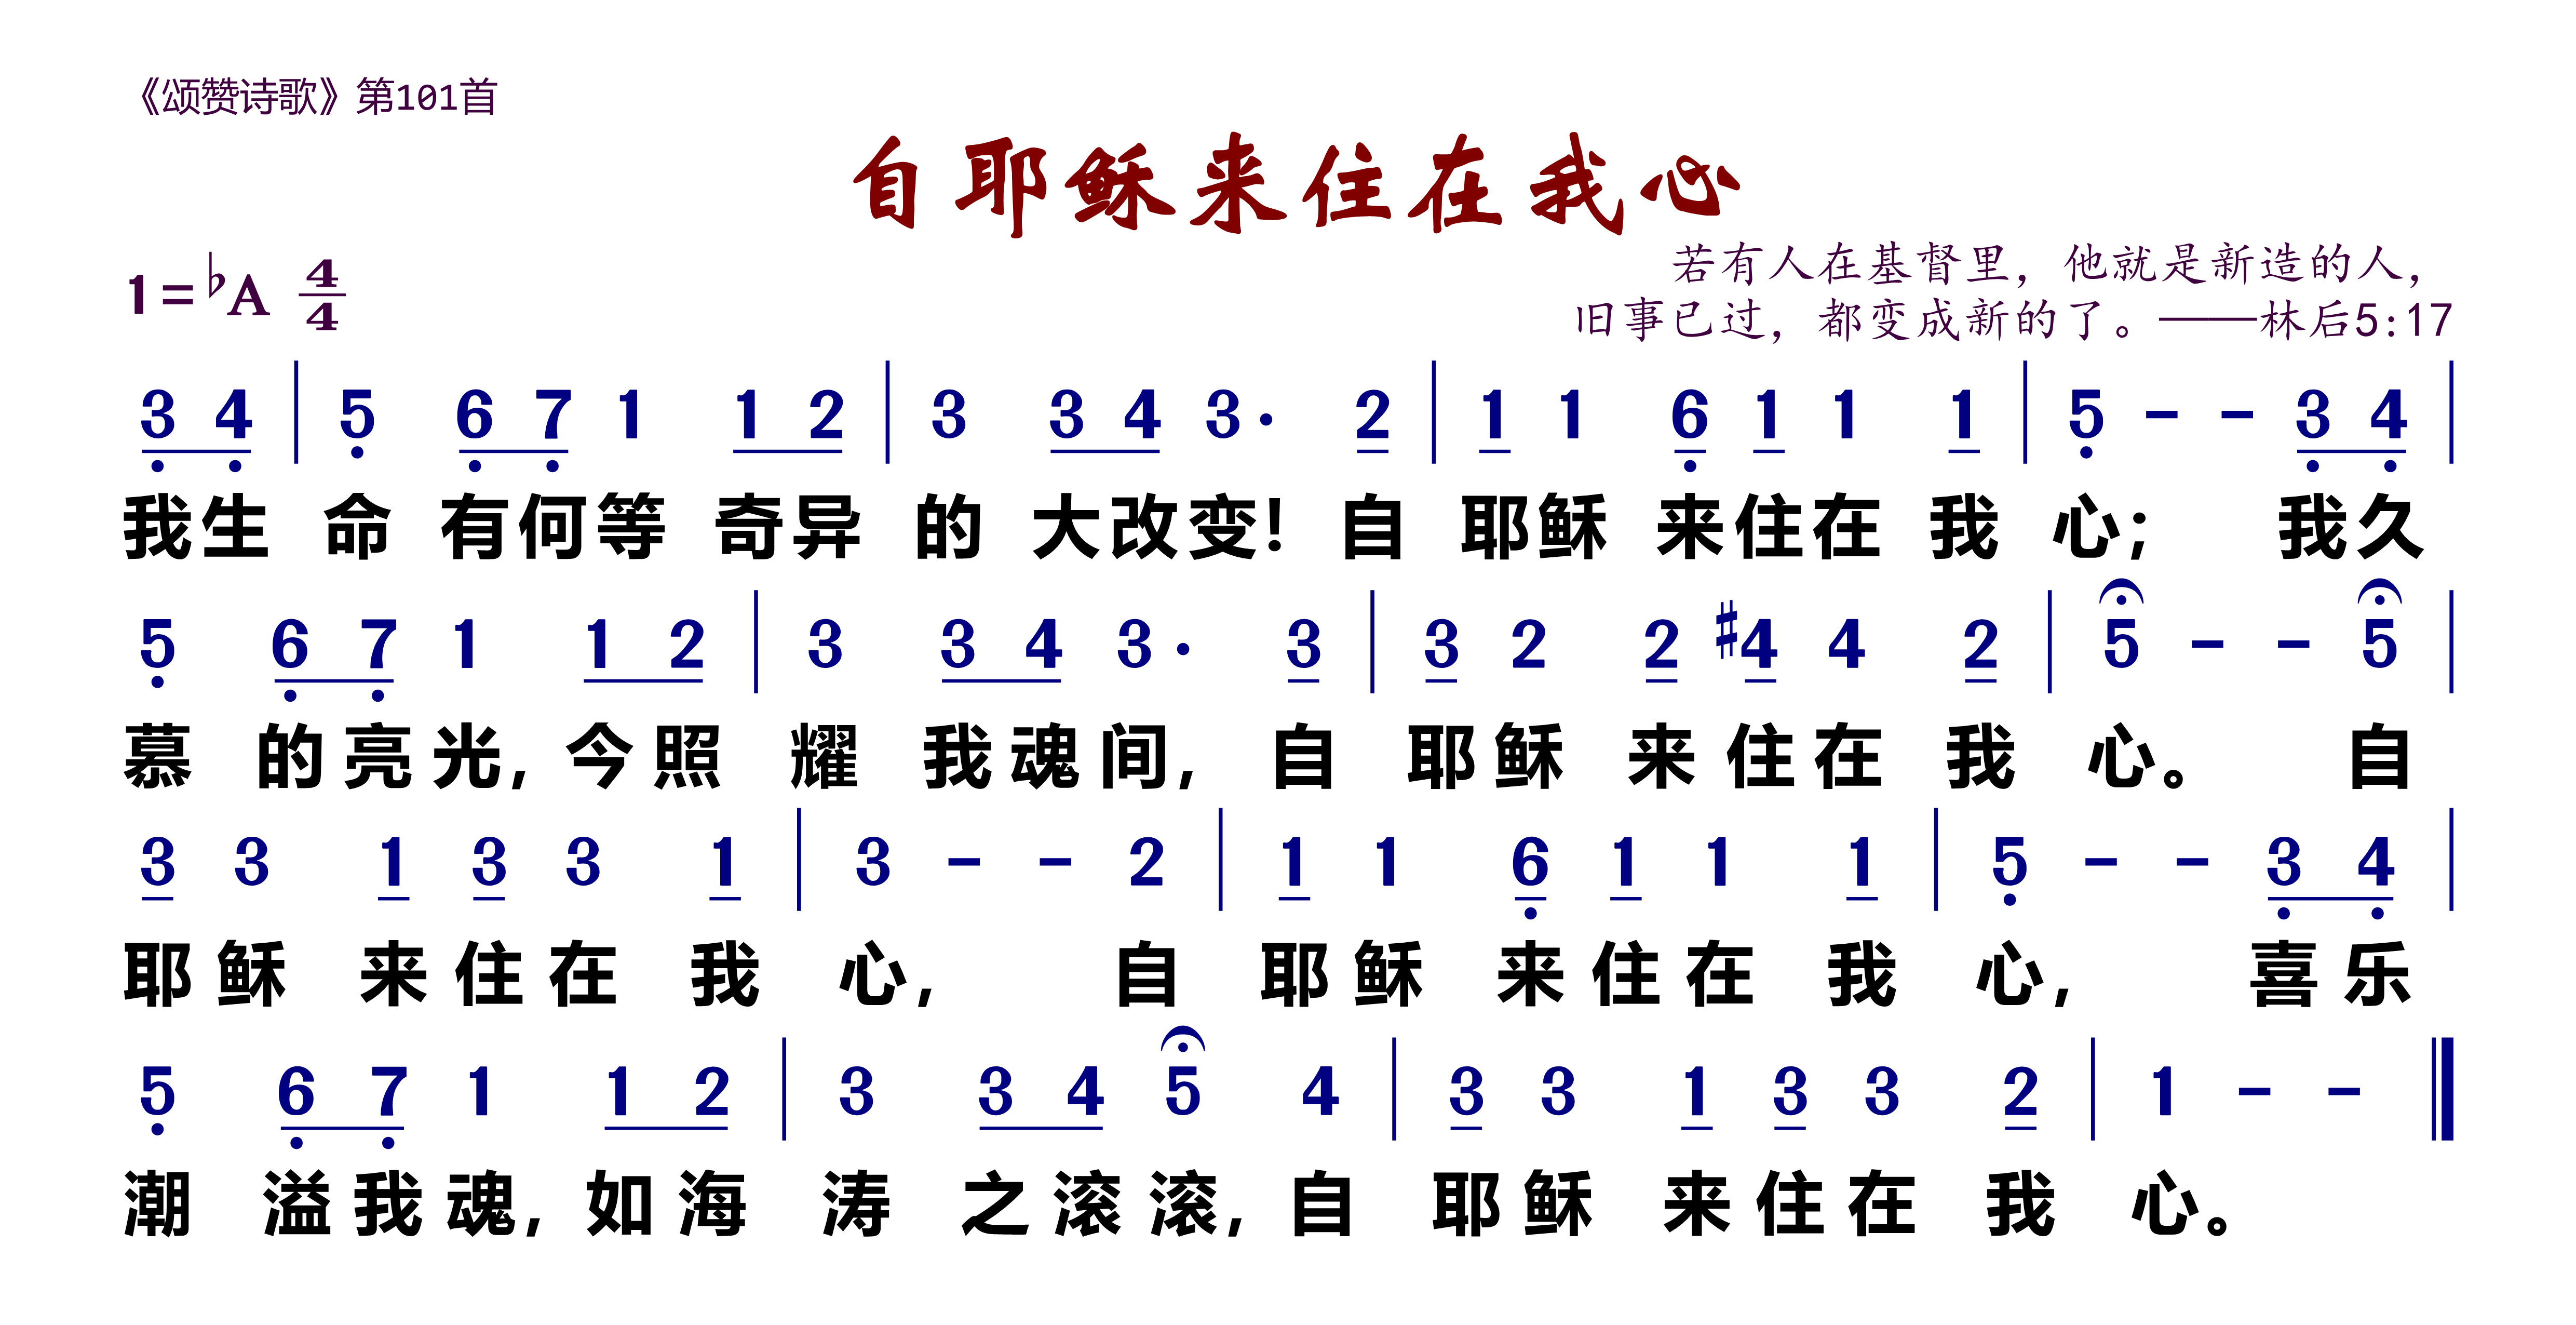 《颂赞诗歌》第101首
自耶稣来住在我心
1=♭A 4/4
若有人在基督里，他就是新造的人，
旧事已过，都变成新的了。——林后5:17
3 4 | 5 6 7 1 1 2 | 3 3 4 3· 2 | 1 1 6 1 1 1 | 5 - - 3 4 |
我生 命 有何等 奇异 的 大改变！自 耶稣 来住在 我 心； 我久
5 6 7 1 1 2 | 3 3 4 3· 3 | 3 2 2 #4 4 2 | 5 - - 5 |
慕 的亮光，今照 耀 我魂间，自 耶稣 来住在 我 心。 自
3 3 1 3 3 1 | 3 - - 2 | 1 1 6 1 1 1 | 5 - - 3 4 |
耶稣 来住在 我 心， 自 耶稣 来住在 我 心， 喜乐
5 6 7 1 1 2 | 3 3 4 5 4 | 3 3 1 3 3 2 | 1 - - ‖
潮 溢我魂，如海 涛 之滚滚，自 耶稣 来住在 我 心。